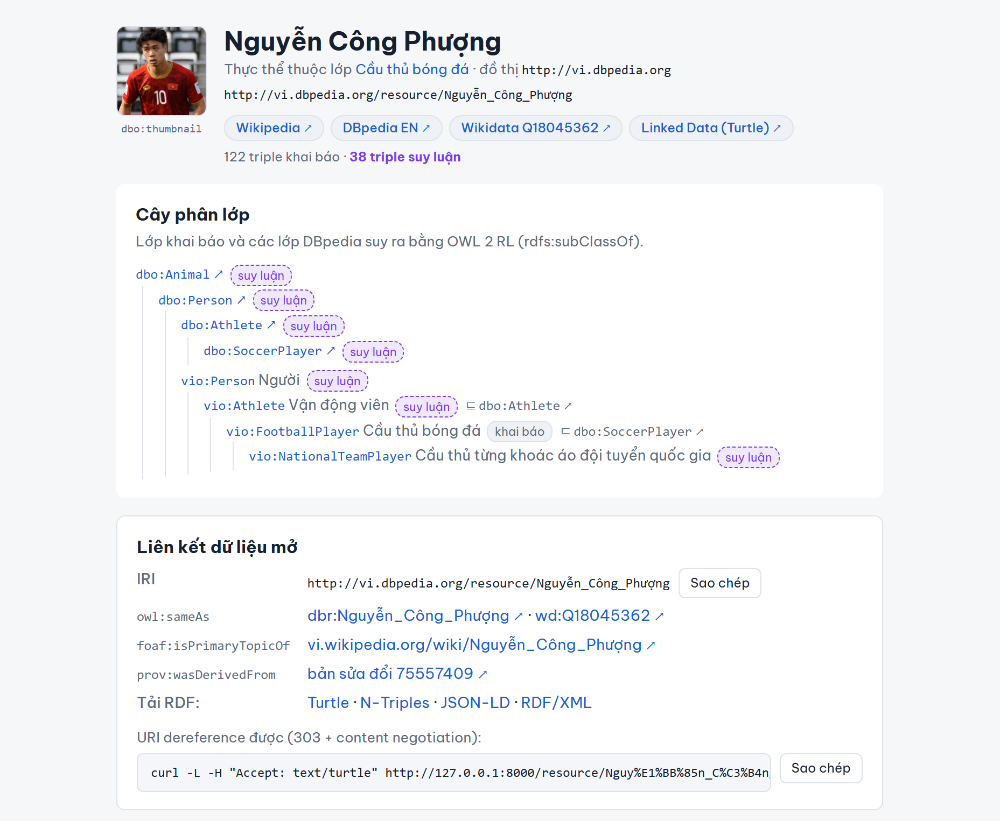 10
dbo:thumbnail
Nguyễn Công Phượng
Thực thể thuộc lớp Cầu thủ bóng đá · đồ thị http://vi.dbpedia.org
http://vi.dbpedia.org/resource/Nguyễn_Công_Phượng
Wikipedia ↗ DBpedia EN ↗ Wikidata Q18045362 ↗ Linked Data (Turtle) ↗
122 triple khai báo · 38 triple suy luận
Cây phân lớp
Lớp khai báo và các lớp DBpedia suy ra bằng OWL 2 RL (rdfs:subClassOf).
dbo:Animal ↗ suy luận
dbo:Person ↗ suy luận
dbo:Athlete ↗ suy luận
dbo:SoccerPlayer ↗ suy luận
vio:Person Người suy luận
vio:Athlete Vận động viên suy luận ⊑ dbo:Athlete ↗
vio:FootballPlayer Cầu thủ bóng đá khai báo ⊑ dbo:SoccerPlayer ↗
vio:NationalTeamPlayer Cầu thủ từng khoác áo đội tuyển quốc gia suy luận
Liên kết dữ liệu mở
IRI http://vi.dbpedia.org/resource/Nguyễn_Công_Phượng Sao chép
owl:sameAs dbr:Nguyễn_Công_Phượng ↗ · wd:Q18045362 ↗
foaf:isPrimaryTopicOf vi.wikipedia.org/wiki/Nguyễn_Công_Phượng ↗
prov:wasDerivedFrom bản sửa đổi 75557409 ↗
Tải RDF: Turtle · N-Triples · JSON-LD · RDF/XML
URI dereference được (303 + content negotiation):
curl -L -H "Accept: text/turtle" http://127.0.0.1:8000/resource/Nguy%E1%BB%85n_C%C3%B4n Sao chép